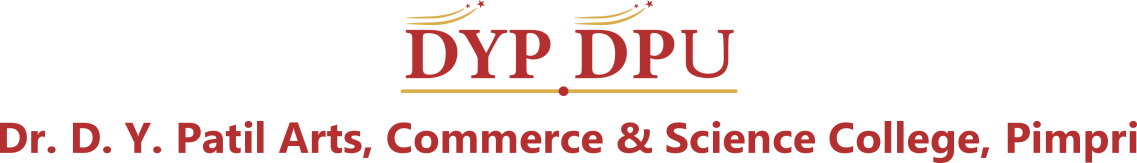 DYP DPU
Dr. D. Y. Patil Arts, Commerce & Science College, Pimpri